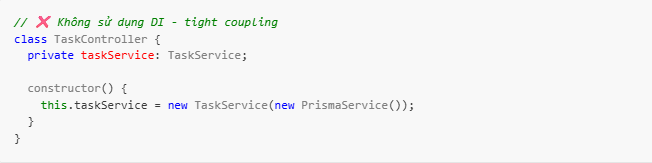 // ❌ Không sử dụng DI - tight coupling
class TaskController {
  private taskService: TaskService;

  constructor() {
    this.taskService = new TaskService(new PrismaService());
  }
}